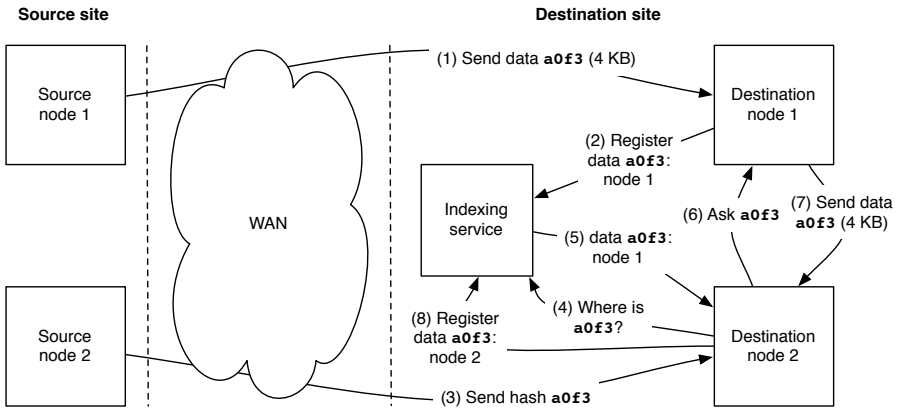 Source site
Destination site
(1) Send data a0f3 (4 KB)
Source
node 1
Destination
node 1
(2) Register
data a0f3:
node 1
Indexing
service
(6) Ask a0f3
(7) Send data
a0f3 (4 KB)
WAN
(5) data a0f3:
node 1
(4) Where is
a0f3?
(8) Register
data a0f3:
node 2
Source
node 2
Destination
node 2
(3) Send hash a0f3